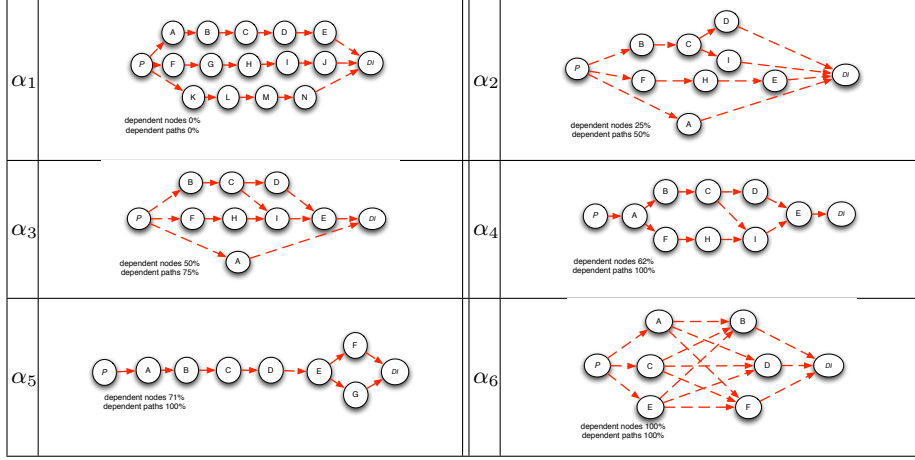 α1
A B C D E
P F G H I J DI
K L M N
dependent nodes 0%
dependent paths 0%
α2
D
B C I
P F H E DI
A
dependent nodes 25%
dependent paths 50%
α3
B C D
P F H I E DI
A
dependent nodes 50%
dependent paths 75%
α4
B C D
P A E DI
F H I
dependent nodes 62%
dependent paths 100%
α5
F
P A B C D E DI
G
dependent nodes 71%
dependent paths 100%
α6
A B
P C D DI
E F
dependent nodes 100%
dependent paths 100%